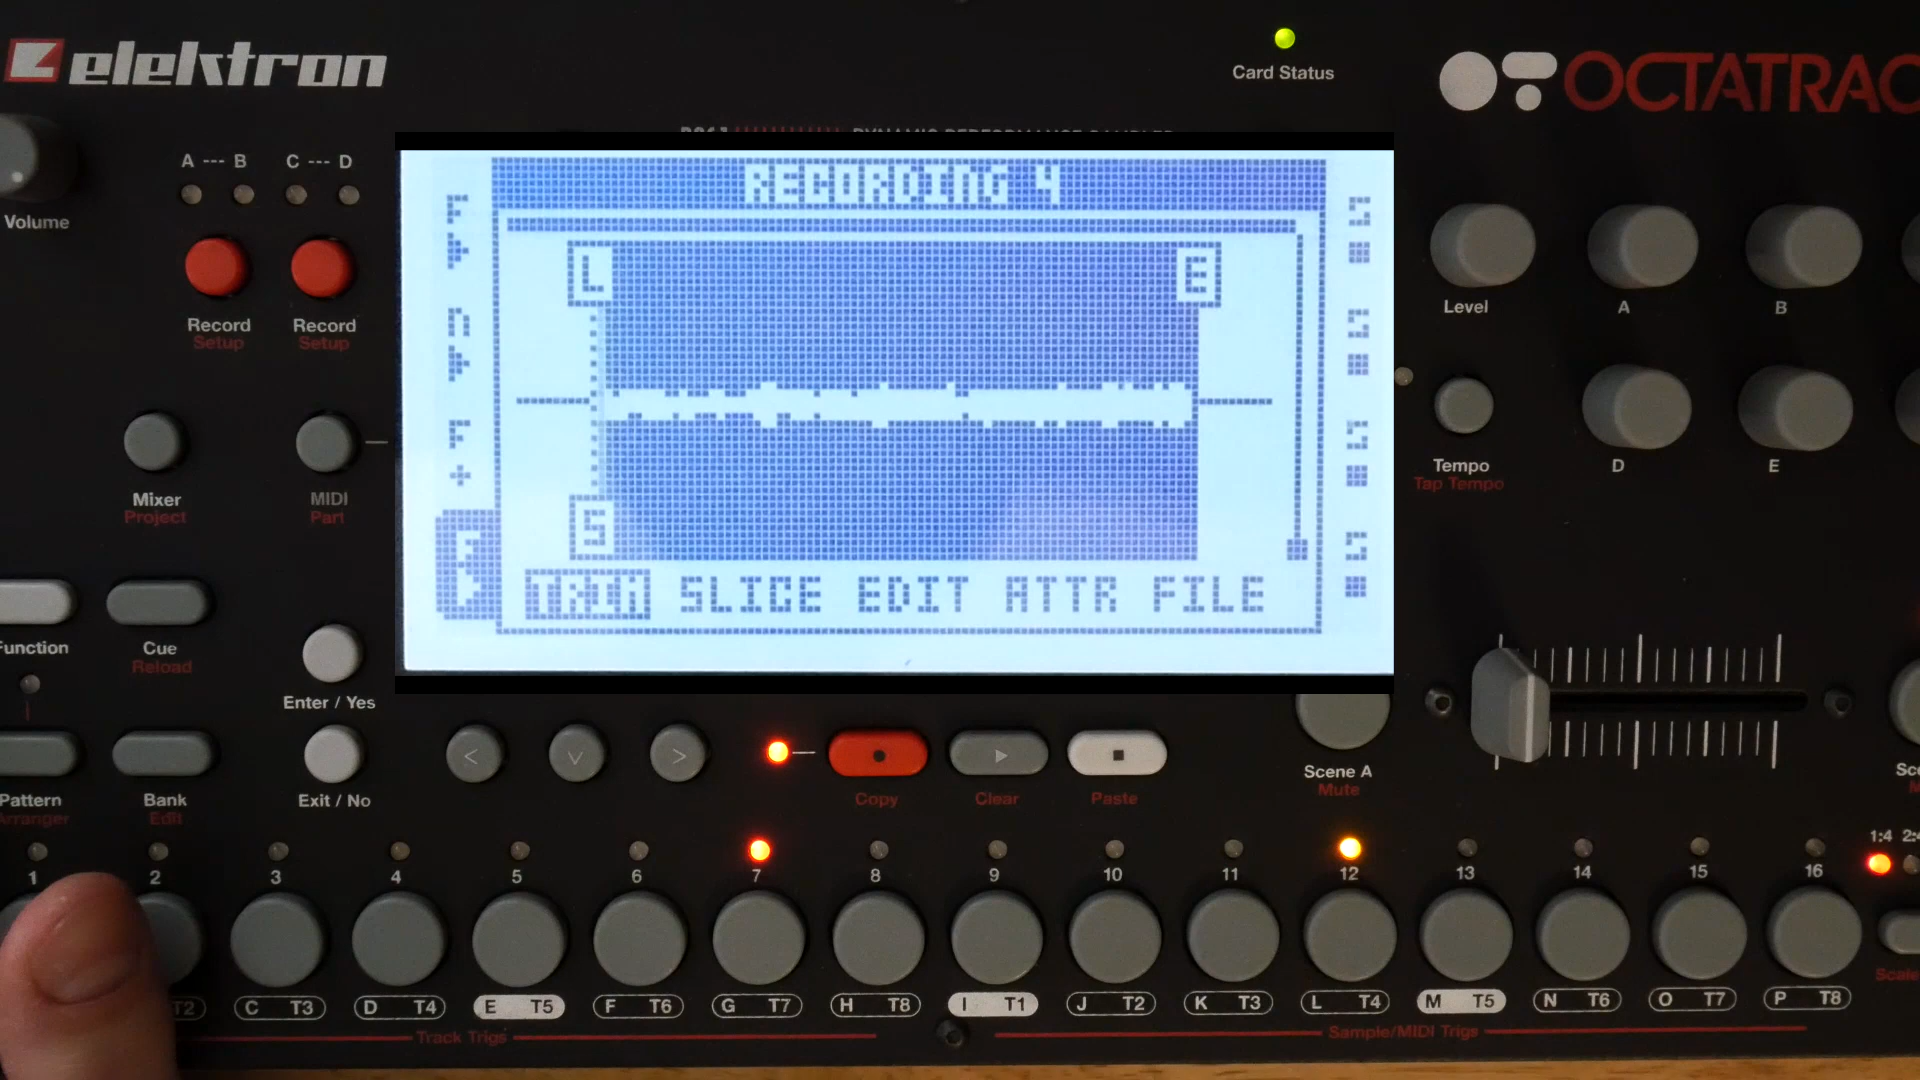 elektron
Card Status
OCTATRAC
A --- B C --- D
Volume
RECORDING 4
L E
S
TRIM SLICE EDIT ATTR FILE
Record Record
Setup Setup
Level A B
Mixer MIDI
Project Part
Tempo D E
Tap Tempo
Function Cue
Reload
Enter / Yes
Exit / No
Pattern Bank
Arranger Edit
Copy Clear Paste
Scene A
Mute
1:4
1 2 3 4 5 6 7 8 9 10 11 12 13 14 15 16
T2 C T3 D T4 E T5 F T6 G T7 H T8 I T1 J T2 K T3 L T4 M T5 N T6 O T7 P T8
Scale
Track Trigs Sample/MIDI Trigs